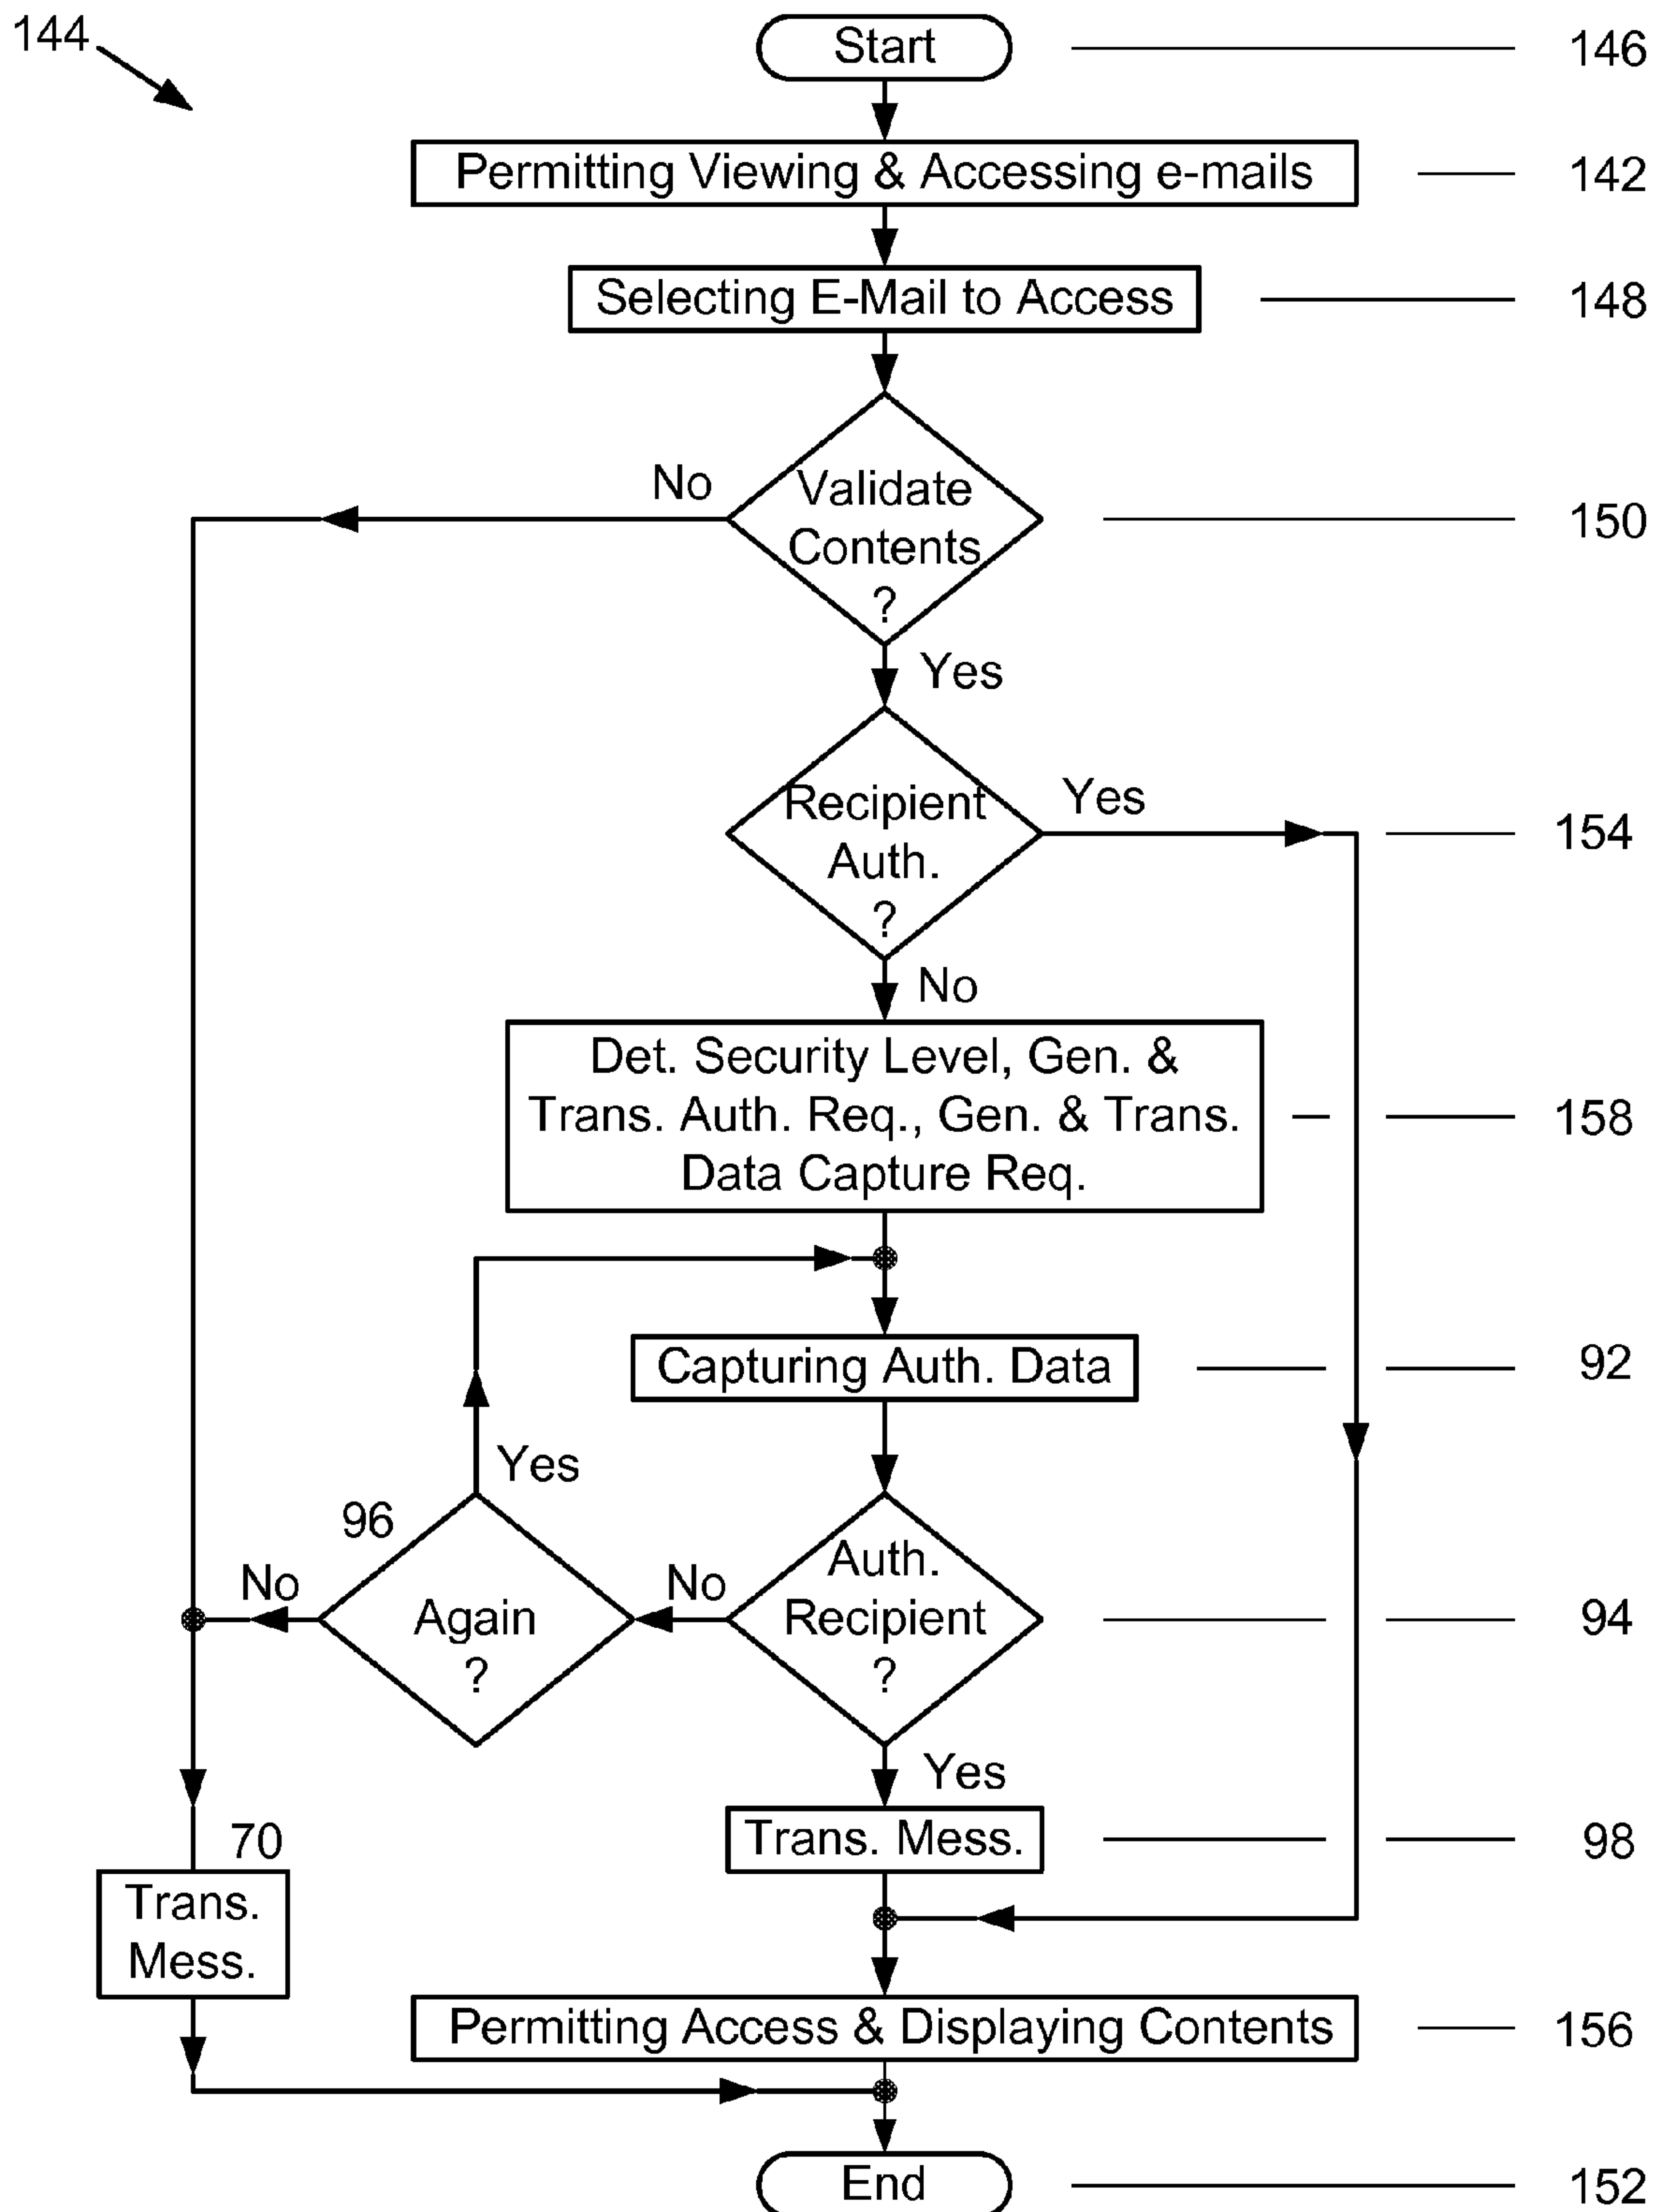 144
Start
146
Permitting Viewing & Accessing e-mails
142
Selecting E-Mail to Access
148
No
Validate
Contents
?
150
Yes
Recipient
Auth.
?
Yes
154
No
Det. Security Level, Gen. &
Trans. Auth. Req., Gen. & Trans.
Data Capture Req.
158
Capturing Auth. Data
92
Yes
96
No
Again
?
No
Auth.
Recipient
?
94
Yes
70
Trans. Mess.
98
Trans.
Mess.
Permitting Access & Displaying Contents
156
End
152